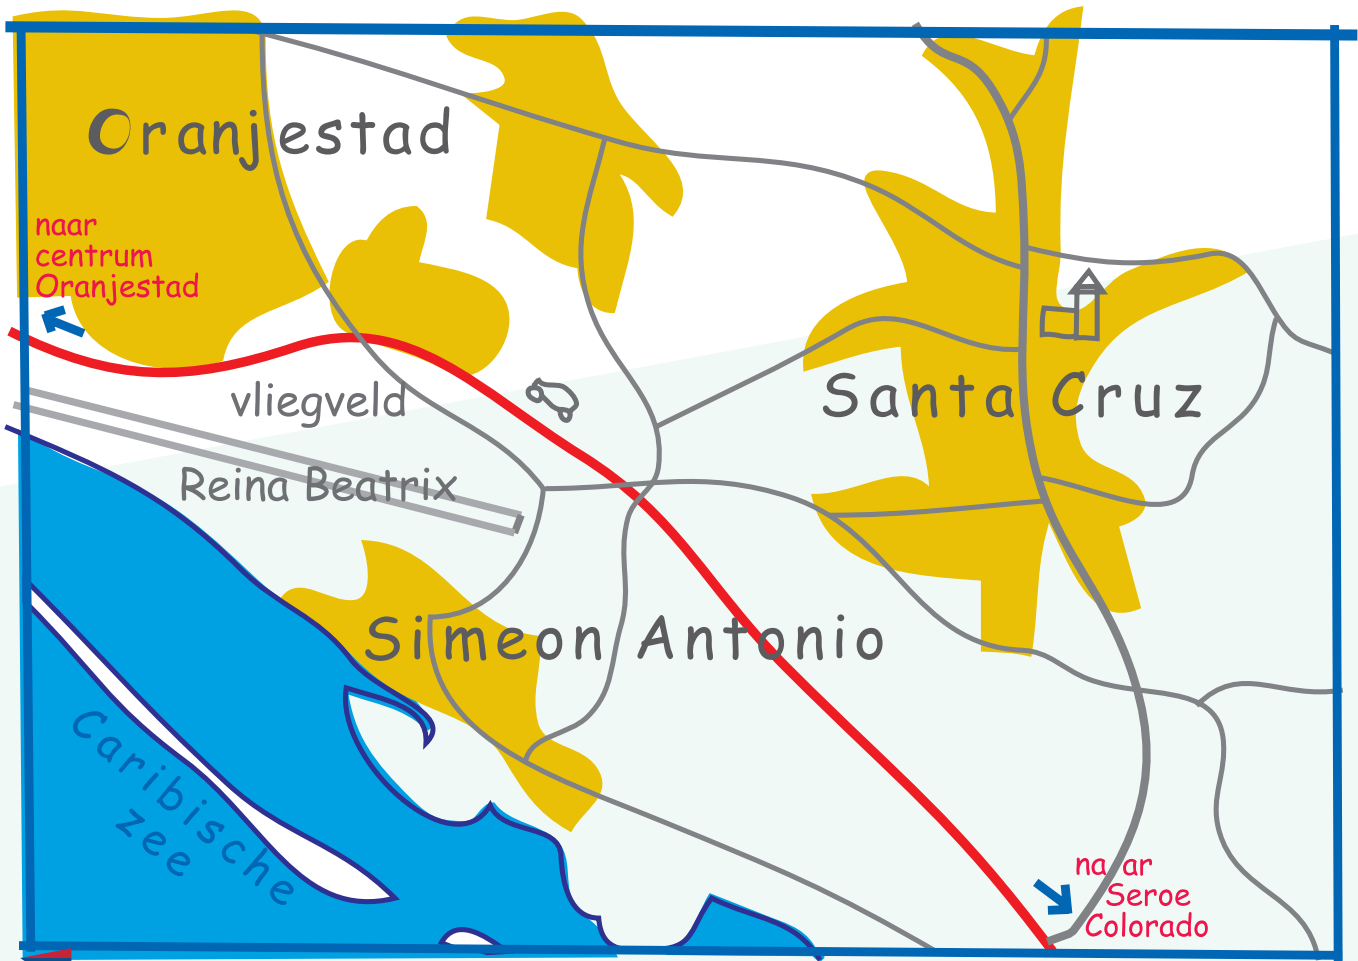 Oranjestad
naar
centrum
Oranjestad
vliegveld
Reina Beatrix
Santa Cruz
Simeon Antonio
Caribische
zee
na ar
Seroe
Colorado